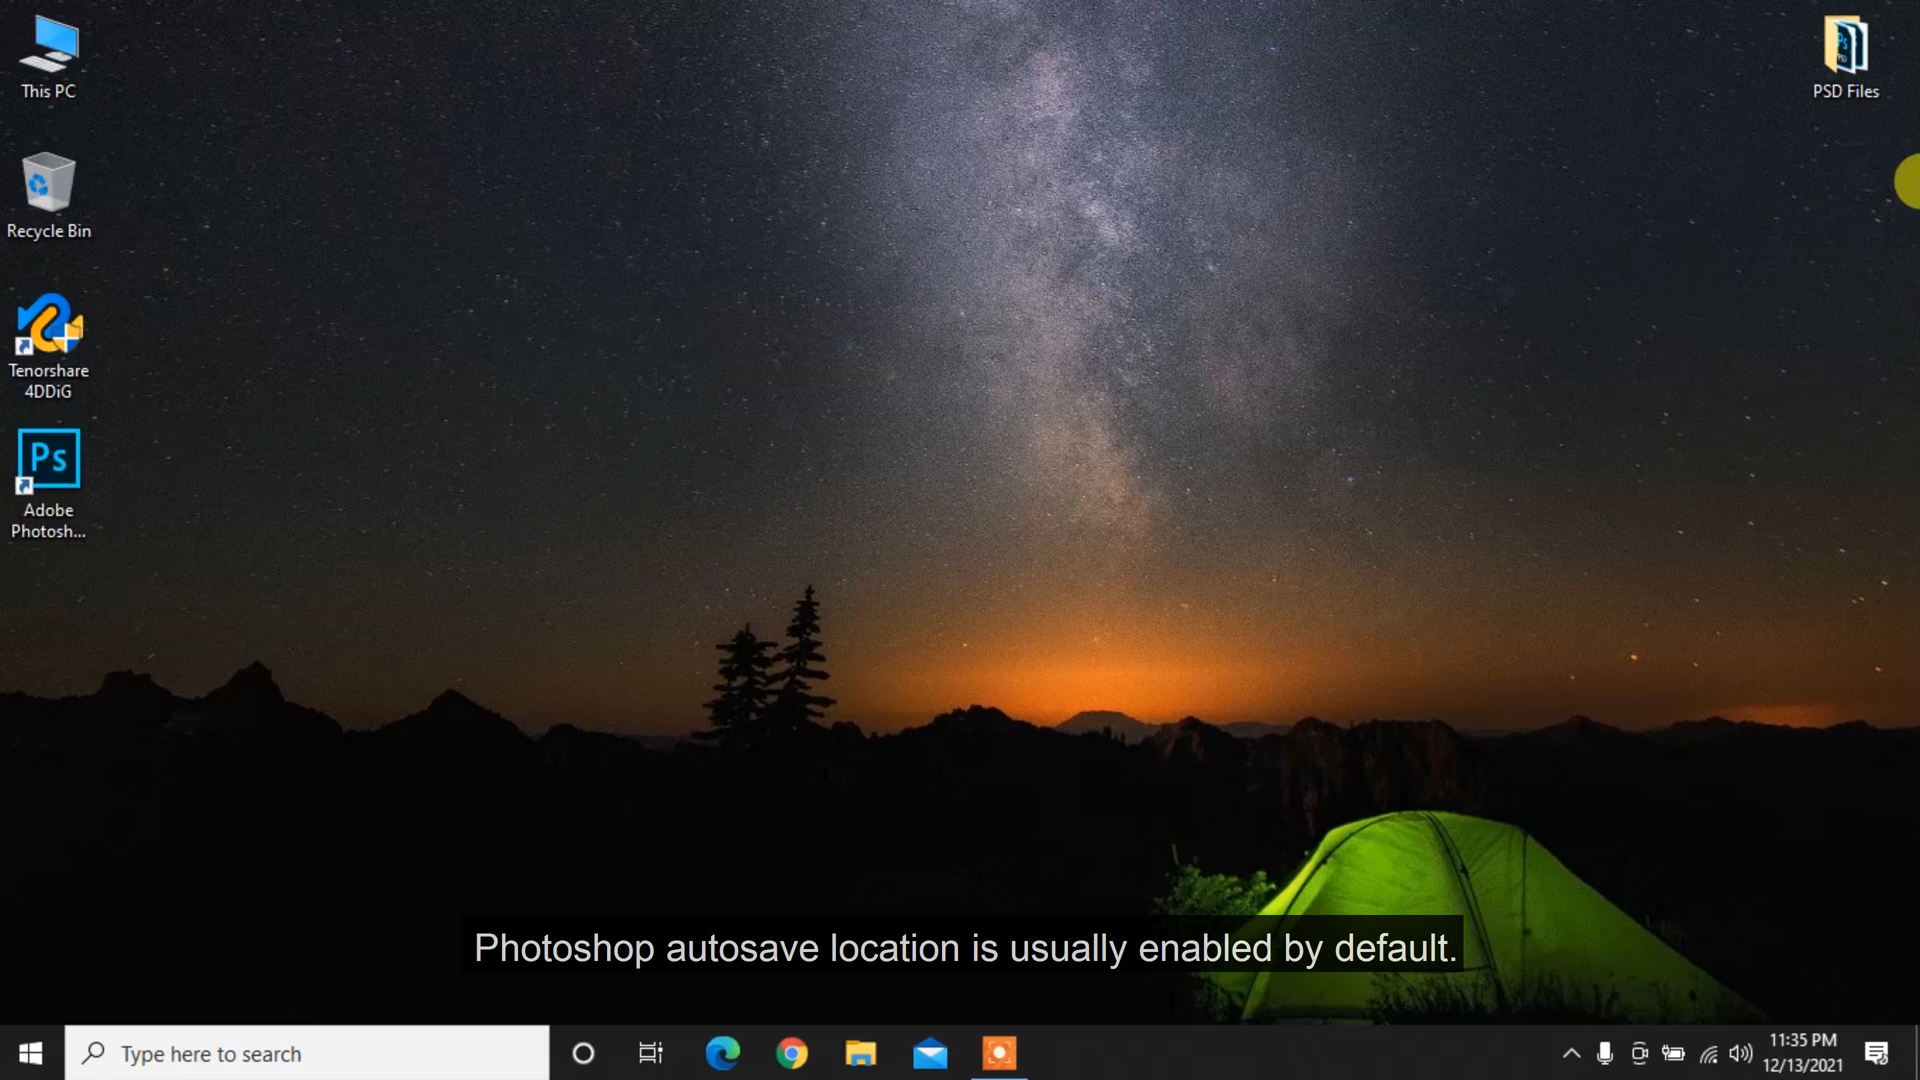 This PC
PSD Files
Recycle Bin
Tenorshare
4DDiG
Ps
Adobe
Photosh...
Photoshop autosave location is usually enabled by default.
Type here to search
11:35 PM
12/13/2021